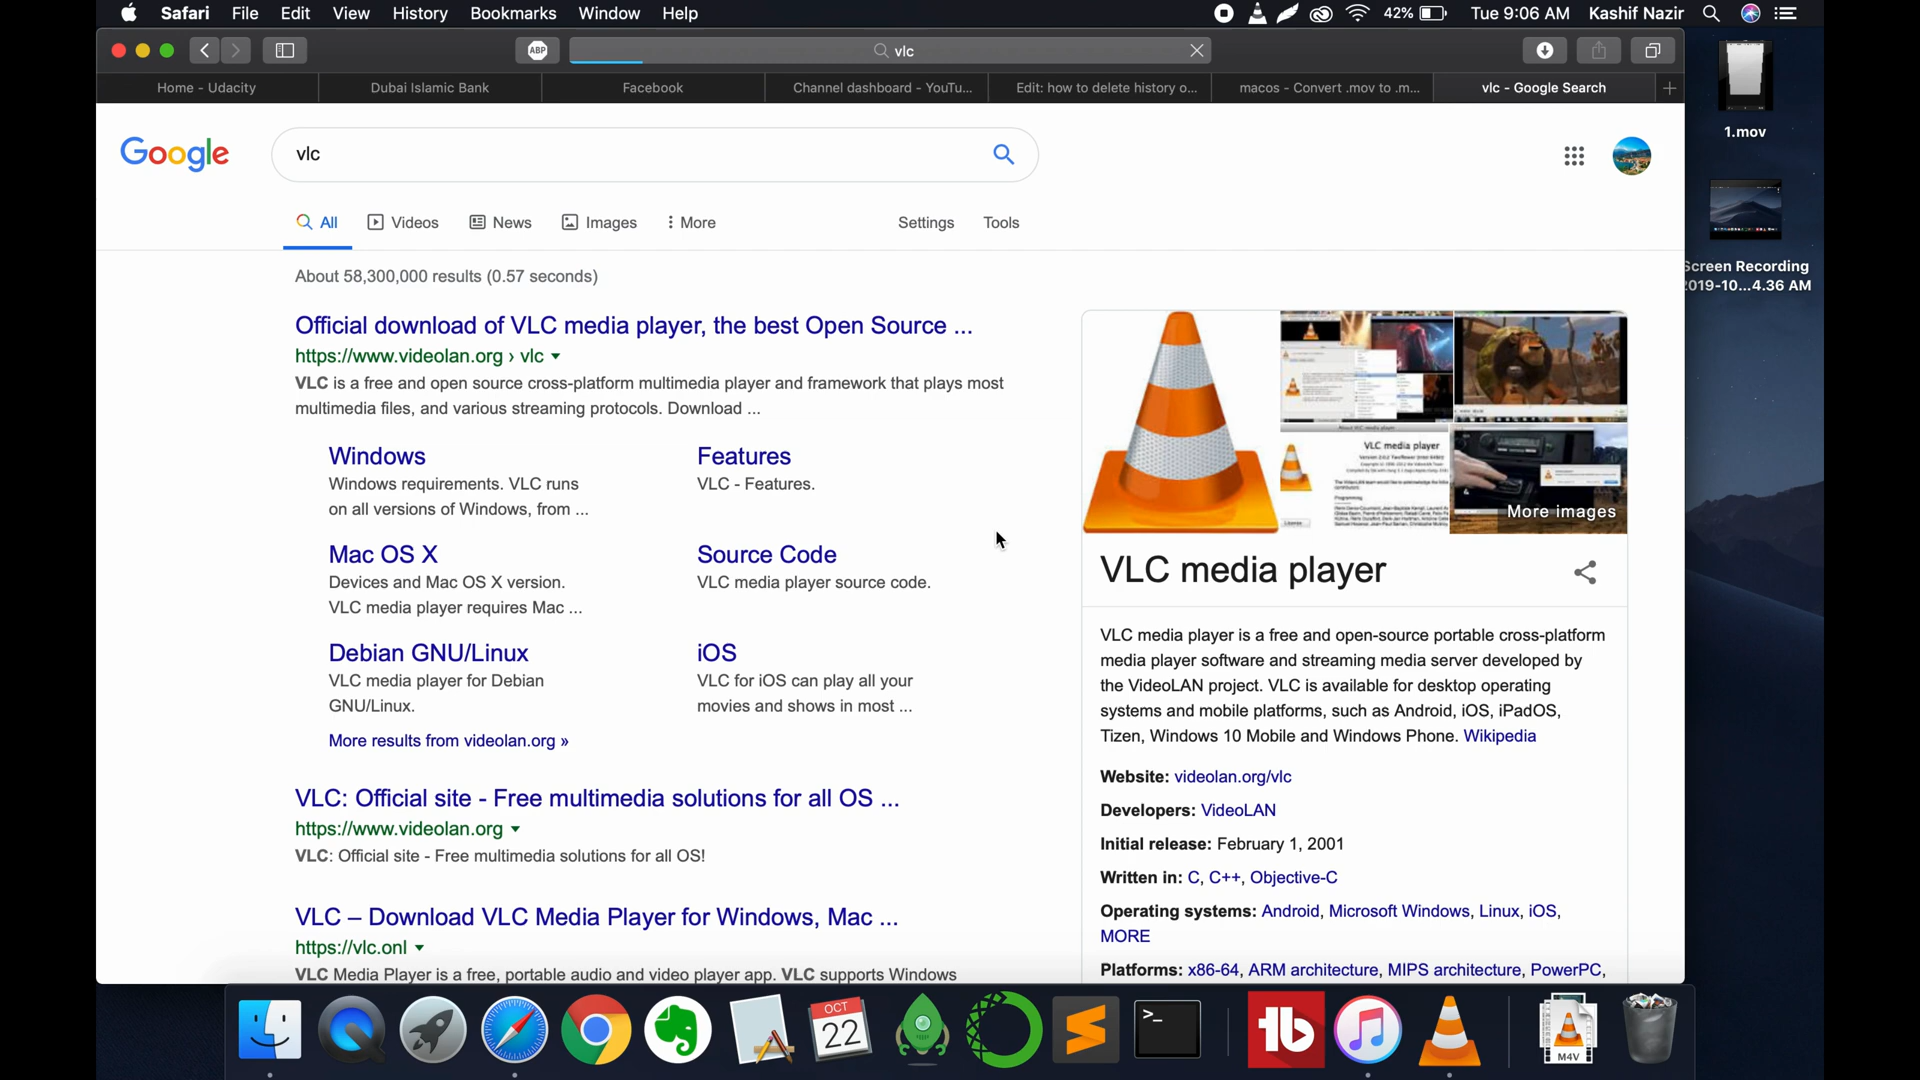 Safari File Edit View History Bookmarks Window Help 42% Tue 9:06 AM Kashif Nazir
ABP vlc
Home - Udacity Dubai Islamic Bank Facebook Channel dashboard - YouTu... Edit: how to delete history o... macos - Convert .mov to .m... vlc - Google Search
1.mov
Screen Recording
2019-10...4.36 AM
Google vlc
All Videos News Images More Settings Tools
About 58,300,000 results (0.57 seconds)
Official download of VLC media player, the best Open Source ...
https://www.videolan.org › vlc
VLC is a free and open source cross-platform multimedia player and framework that plays most
multimedia files, and various streaming protocols. Download ...
Windows
Windows requirements. VLC runs
on all versions of Windows, from ...
Features
VLC - Features.
Mac OS X
Devices and Mac OS X version.
VLC media player requires Mac ...
Source Code
VLC media player source code.
Debian GNU/Linux
VLC media player for Debian
GNU/Linux.
iOS
VLC for iOS can play all your
movies and shows in most ...
More results from videolan.org »
VLC: Official site - Free multimedia solutions for all OS ...
https://www.videolan.org
VLC: Official site - Free multimedia solutions for all OS!
VLC – Download VLC Media Player for Windows, Mac ...
https://vlc.onl
VLC Media Player is a free, portable audio and video player app. VLC supports Windows
VLC media player
More images
VLC media player
VLC media player is a free and open-source portable cross-platform
media player software and streaming media server developed by
the VideoLAN project. VLC is available for desktop operating
systems and mobile platforms, such as Android, iOS, iPadOS,
Tizen, Windows 10 Mobile and Windows Phone. Wikipedia
Website: videolan.org/vlc
Developers: VideoLAN
Initial release: February 1, 2001
Written in: C, C++, Objective-C
Operating systems: Android, Microsoft Windows, Linux, iOS,
MORE
Platforms: x86-64, ARM architecture, MIPS architecture, PowerPC,
OCT
22
>_
tb
M4V